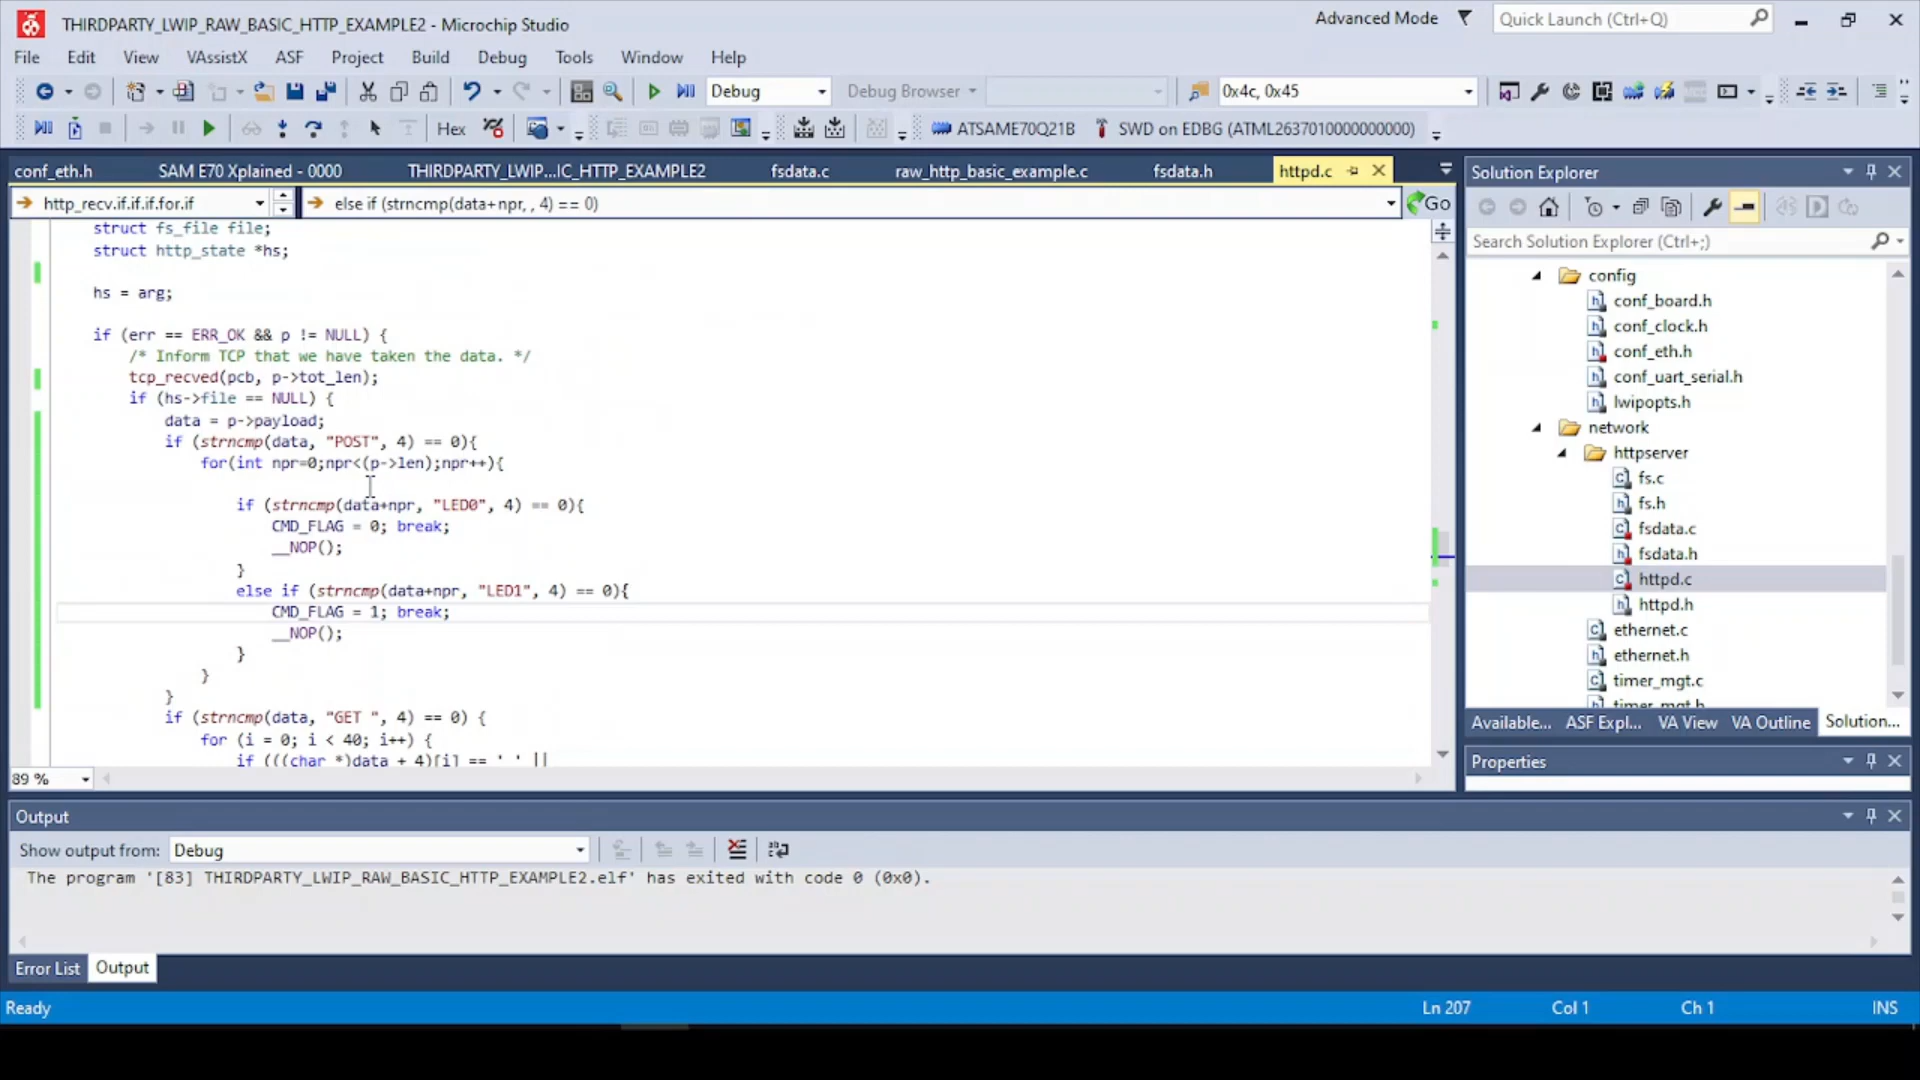 THIRDPARTY_LWIP_RAW_BASIC_HTTP_EXAMPLE2 - Microchip Studio
Advanced Mode
Quick Launch (Ctrl+Q)
File Edit View VAssistX ASF Project Build Debug Tools Window Help
Debug
Debug Browser
0x4c, 0x45
Hex
ATSAME70Q21B
SWD on EDBG (ATML2637010000000000)
conf_eth.h SAM E70 Xplained - 0000 THIRDPARTY_LWIP...IC_HTTP_EXAMPLE2 fsdata.c raw_http_basic_example.c fsdata.h httpd.c
http_recv.if.if.if.for.if
else if (strncmp(data+npr, , 4) == 0)
Go
struct fs_file file;
struct http_state *hs;
hs = arg;
if (err == ERR_OK && p != NULL) {
/* Inform TCP that we have taken the data. */
tcp_recved(pcb, p->tot_len);
if (hs->file == NULL) {
data = p->payload;
if (strncmp(data, "POST", 4) == 0){
for(int npr=0;npr<(p->len);npr++){
if (strncmp(data+npr, "LED0", 4) == 0){
CMD_FLAG = 0; break;
__NOP();
}
else if (strncmp(data+npr, "LED1", 4) == 0){
CMD_FLAG = 1; break;
__NOP();
}
}
}
if (strncmp(data, "GET ", 4) == 0) {
for (i = 0; i < 40; i++) {
if (((char *)data + 4)[i] == ' ' ||
89 %
Solution Explorer
Search Solution Explorer (Ctrl+;)
config
conf_board.h
conf_clock.h
conf_eth.h
conf_uart_serial.h
lwipopts.h
network
httpserver
fs.c
fs.h
fsdata.c
fsdata.h
httpd.c
httpd.h
ethernet.c
ethernet.h
timer_mgt.c
timer_mgt.h
Available... ASF Expl... VA View VA Outline Solution...
Properties
Output
Show output from: Debug
The program '[83] THIRDPARTY_LWIP_RAW_BASIC_HTTP_EXAMPLE2.elf' has exited with code 0 (0x0).
Error List Output
Ready
Ln 207 Col 1 Ch 1 INS